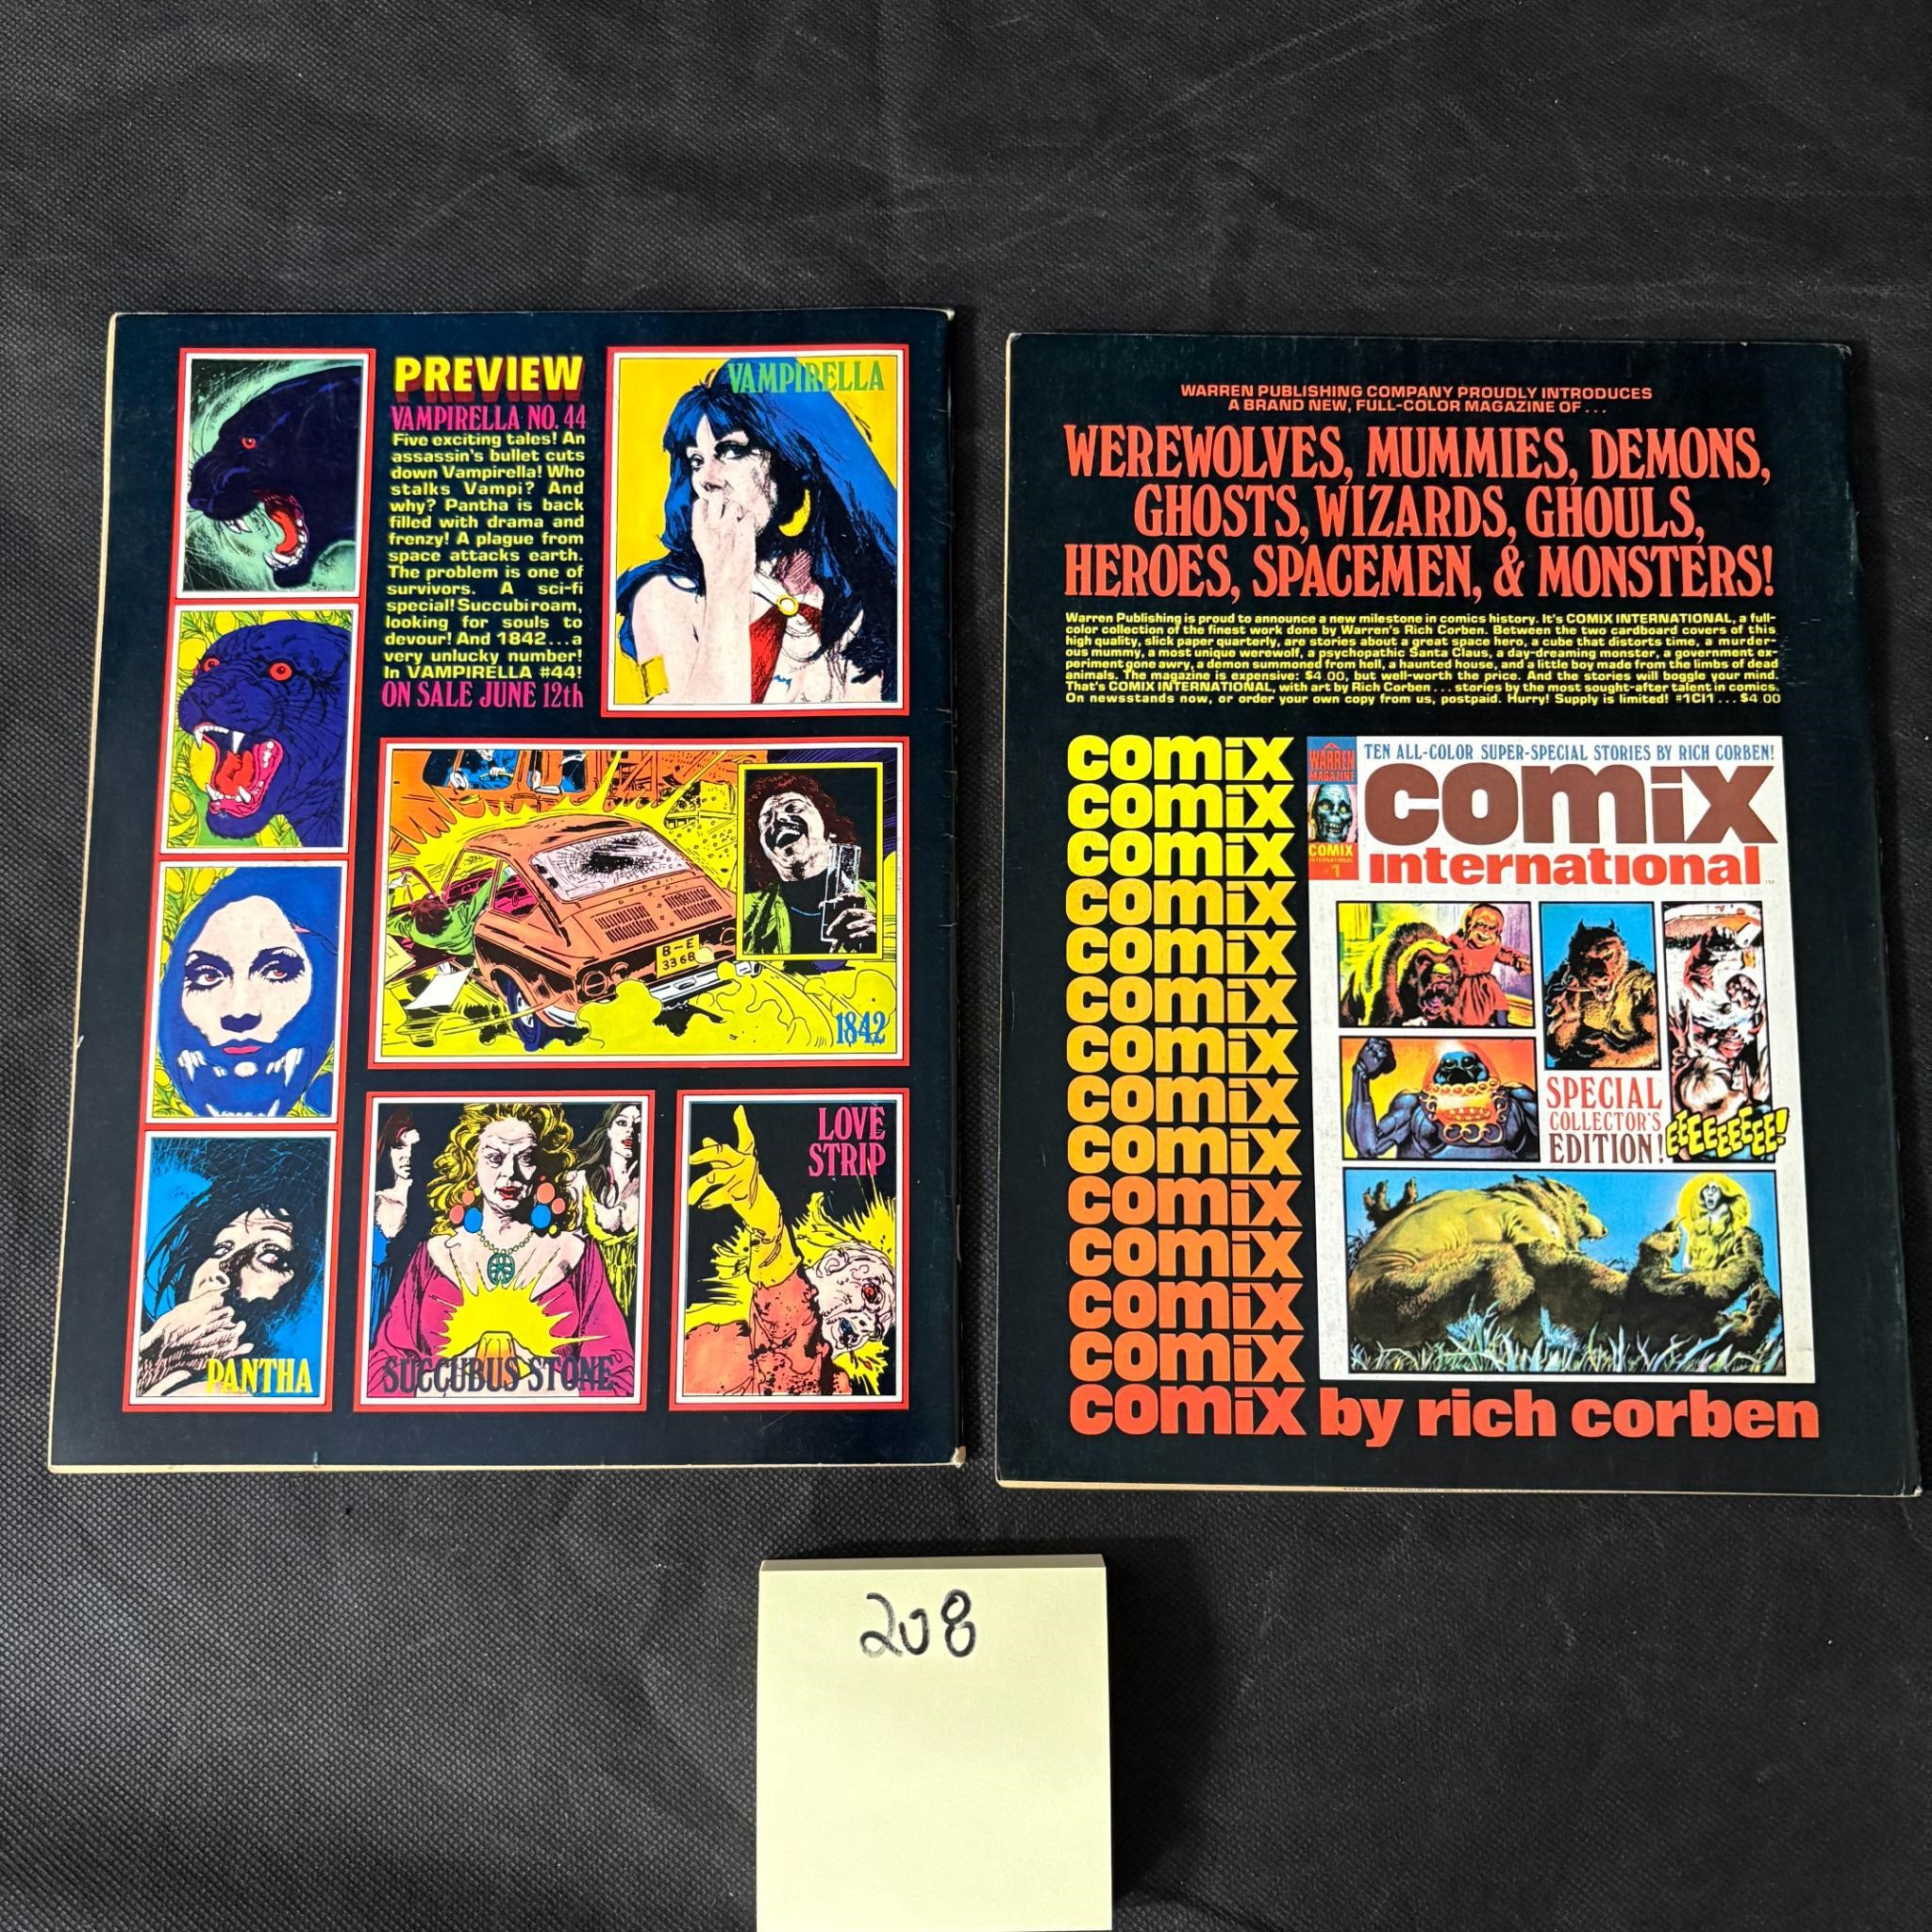 PREVIEW
VAMPIRELLA NO. 44
Five exciting tales! An
assassin's bullet cuts
down Vampirella! Who
stalks Vampi? And
why? Pantha is back
filled with drama and
frenzy! A plague from
space attacks earth.
The problem is one of
survivors. A sci-fi
special! Succubi roam,
looking for souls to
devour! And 1842...a
very unlucky number!
In VAMPIRELLA #44!
ON SALE JUNE 12th
VAMPIRELLA
B-E
3368
1842
PANTHA
SUCCUBUS STONE
LOVE
STRIP
WARREN PUBLISHING COMPANY PROUDLY INTRODUCES
A BRAND NEW, FULL-COLOR MAGAZINE OF...
WEREWOLVES, MUMMIES, DEMONS,
GHOSTS, WIZARDS, GHOULS,
HEROES, SPACEMEN, & MONSTERS!
Warren Publishing is proud to announce a new milestone in comics history. It's COMIX INTERNATIONAL, a full-
color collection of the finest work done by Warren's Rich Corben. Between the two cardboard covers of this
high quality, slick paper quarterly, are stories about a great space hero, a cube that distorts time, a murder-
ous mummy, a most unique werewolf, a psychopathic Santa Claus, a day-dreaming monster, a government ex-
periment gone awry, a demon summoned from hell, a haunted house, and a little boy made from the limbs of dead
animals. The magazine is expensive: $4.00, but well-worth the price. And the stories will boggle your mind.
That's COMIX INTERNATIONAL, with art by Rich Corben... stories by the most sought-after talent in comics.
On newsstands now, or order your own copy from us, postpaid. Hurry! Supply is limited! #1CI1...$4.00
comix
comix
comix
comix
comix
comix
comix
comix
comix
comix
comix
comix
comix
comix by rich corben
A
WARREN
MAGAZINE
COMIX
INTERNATIONAL
#1
TEN ALL-COLOR SUPER-SPECIAL STORIES BY RICH CORBEN!
comix
international
TM
SPECIAL
COLLECTOR'S
EDITION!
EEEEEEEEE!
208